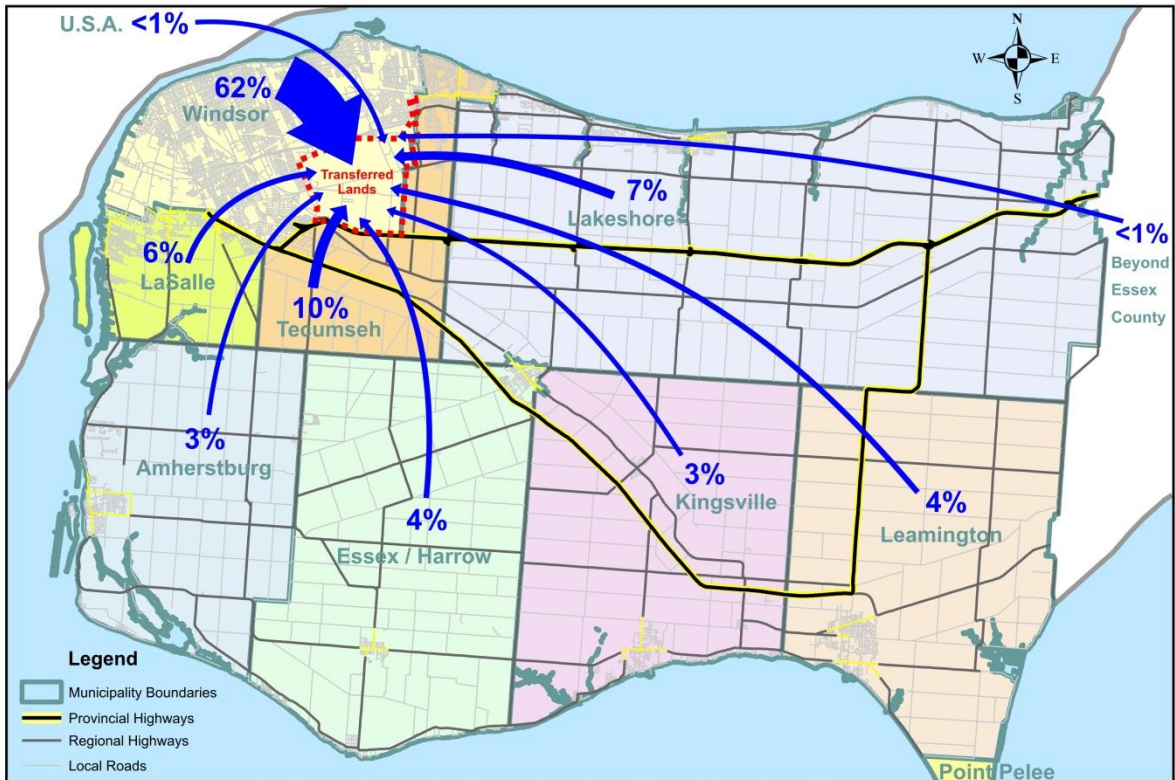 U.S.A.
<1%
N
W
E
S
62%
Windsor
Transferred
Lands
7%
Lakeshore
<1%
Beyond
Essex
County
6%
LaSalle
10%
Tecumseh
3%
Amherstburg
4%
Essex / Harrow
3%
Kingsville
4%
Leamington
Legend
Municipality Boundaries
Provincial Highways
Regional Highways
Local Roads
Point Pelee